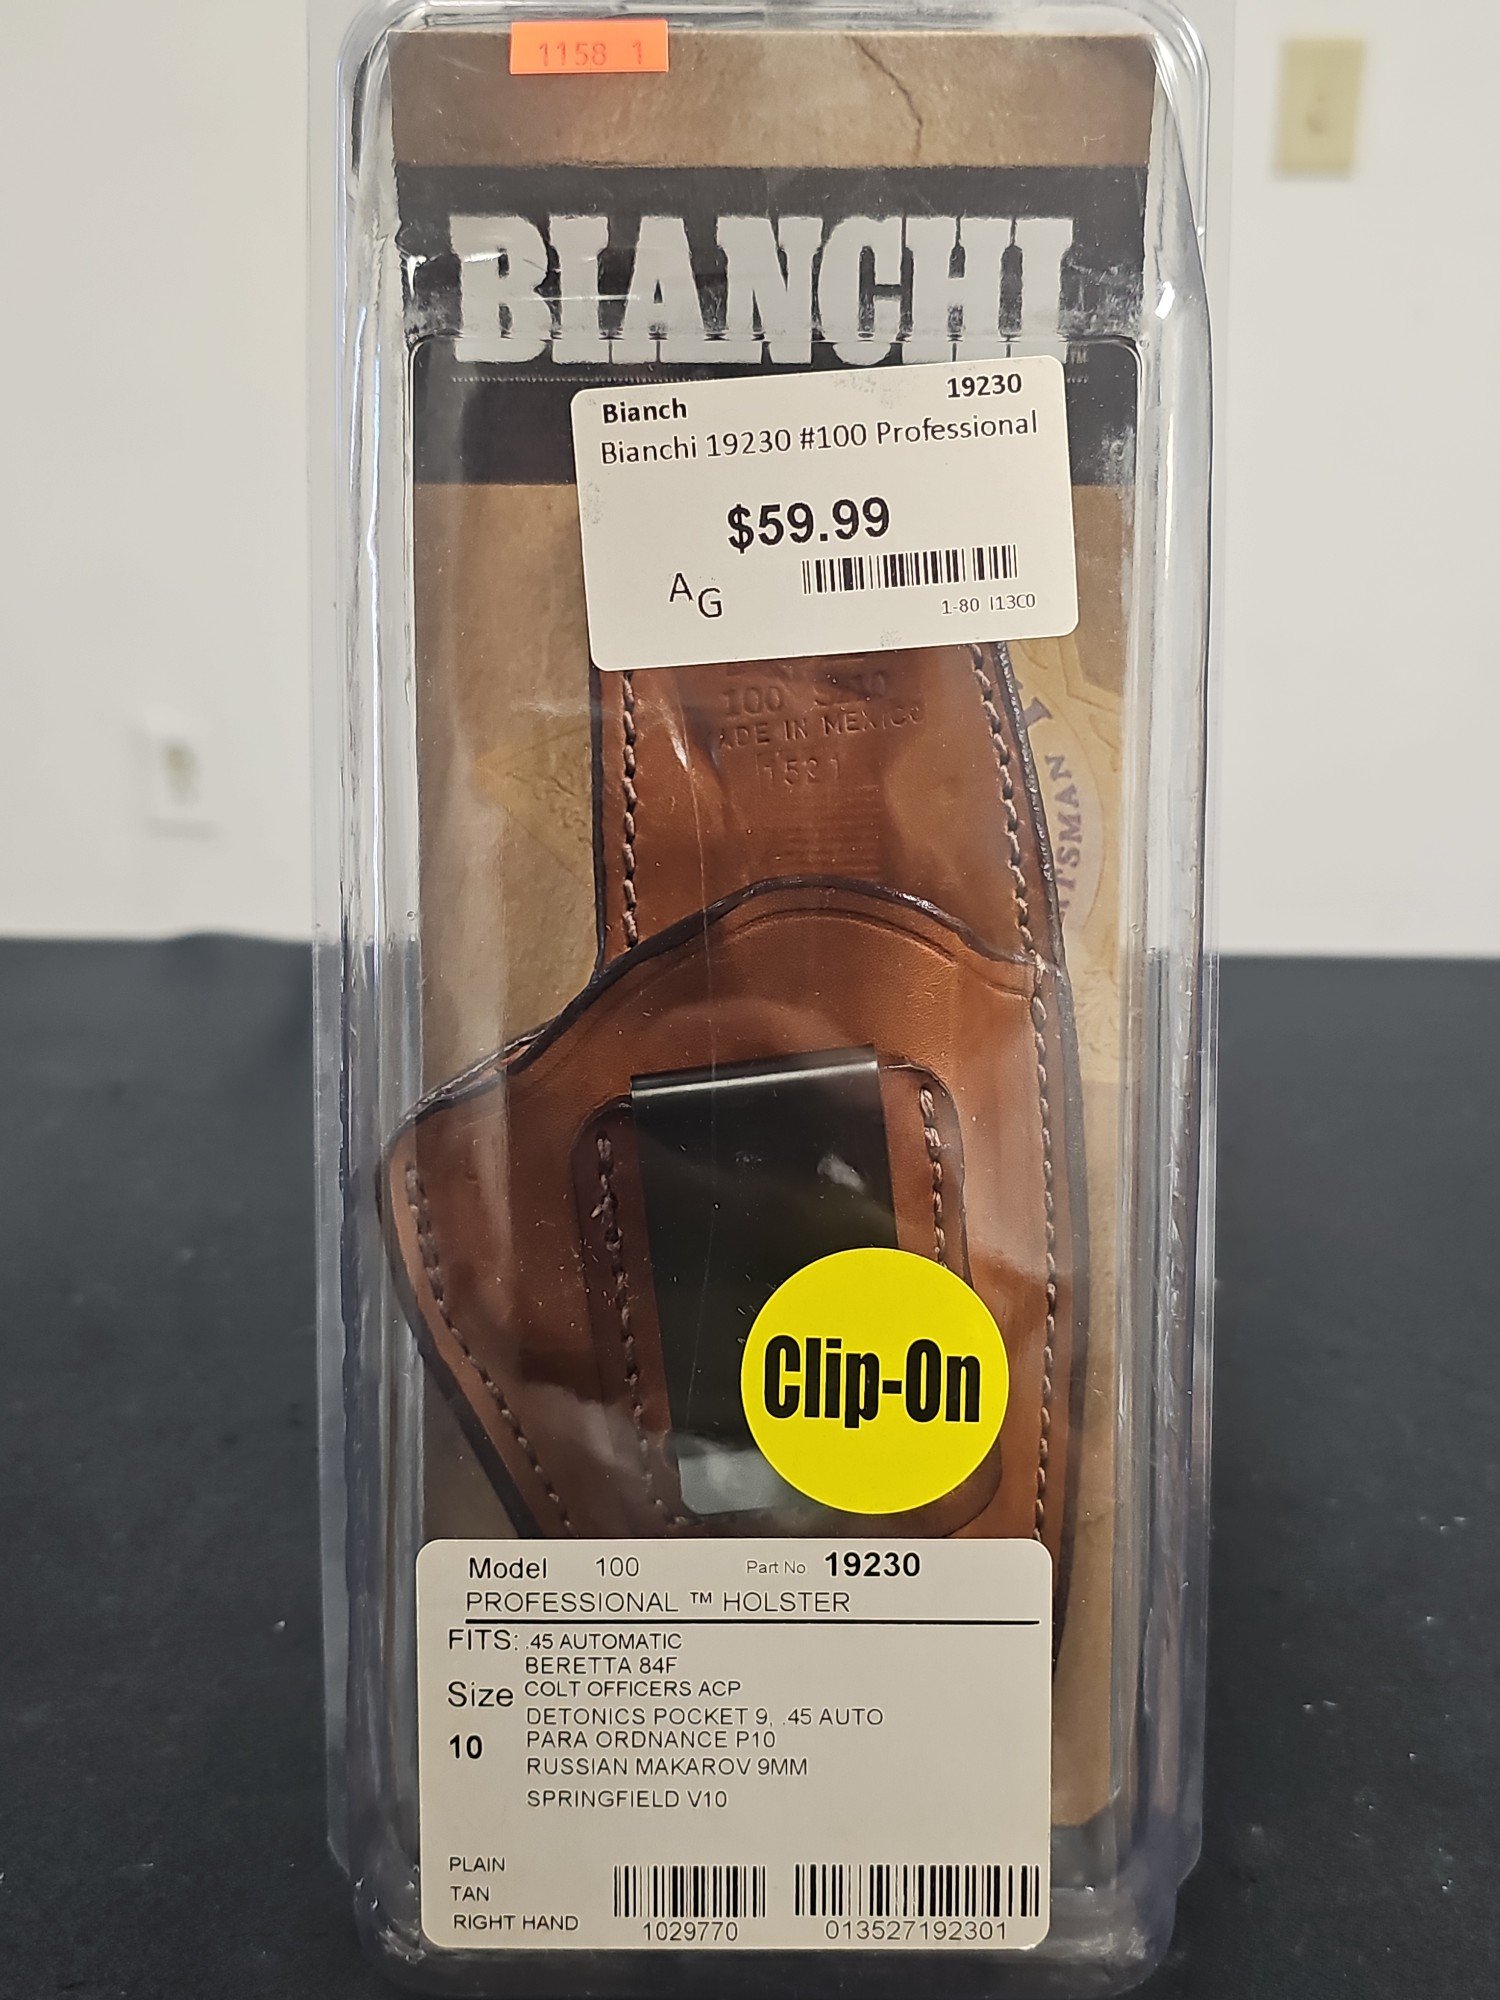 1158 1
BIANCHI™
Bianch 19230
Bianchi 19230 #100 Professional
$59.99
AG
1-80 I13C0
100
MADE IN MEXICO
TSMAN
Clip-On
Model 100 Part No 19230
PROFESSIONAL ™ HOLSTER
FITS: .45 AUTOMATIC
BERETTA 84F
Size COLT OFFICERS ACP
DETONICS POCKET 9, .45 AUTO
10 PARA ORDNANCE P10
RUSSIAN MAKAROV 9MM
SPRINGFIELD V10
PLAIN
TAN
RIGHT HAND 1029770 013527192301